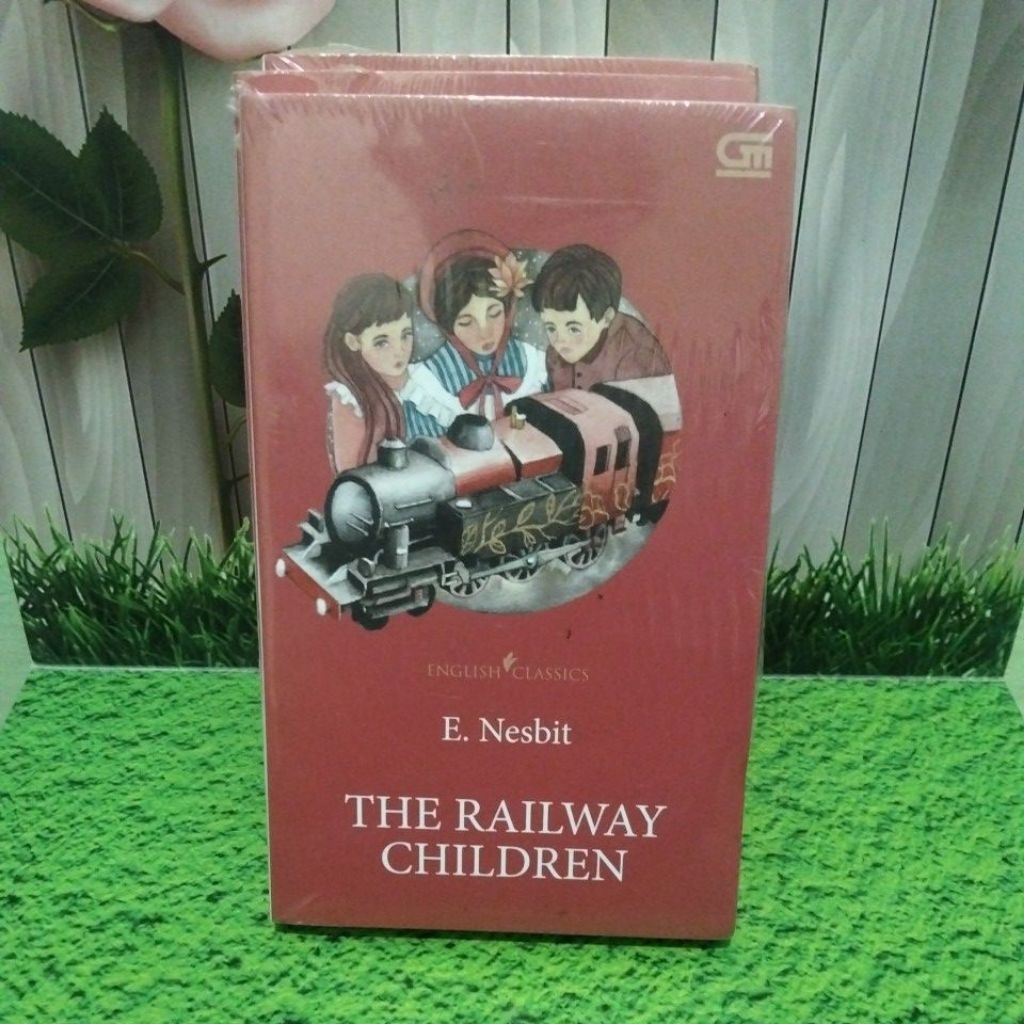 GM
ENGLISH CLASSICS
E. Nesbit
THE RAILWAY
CHILDREN